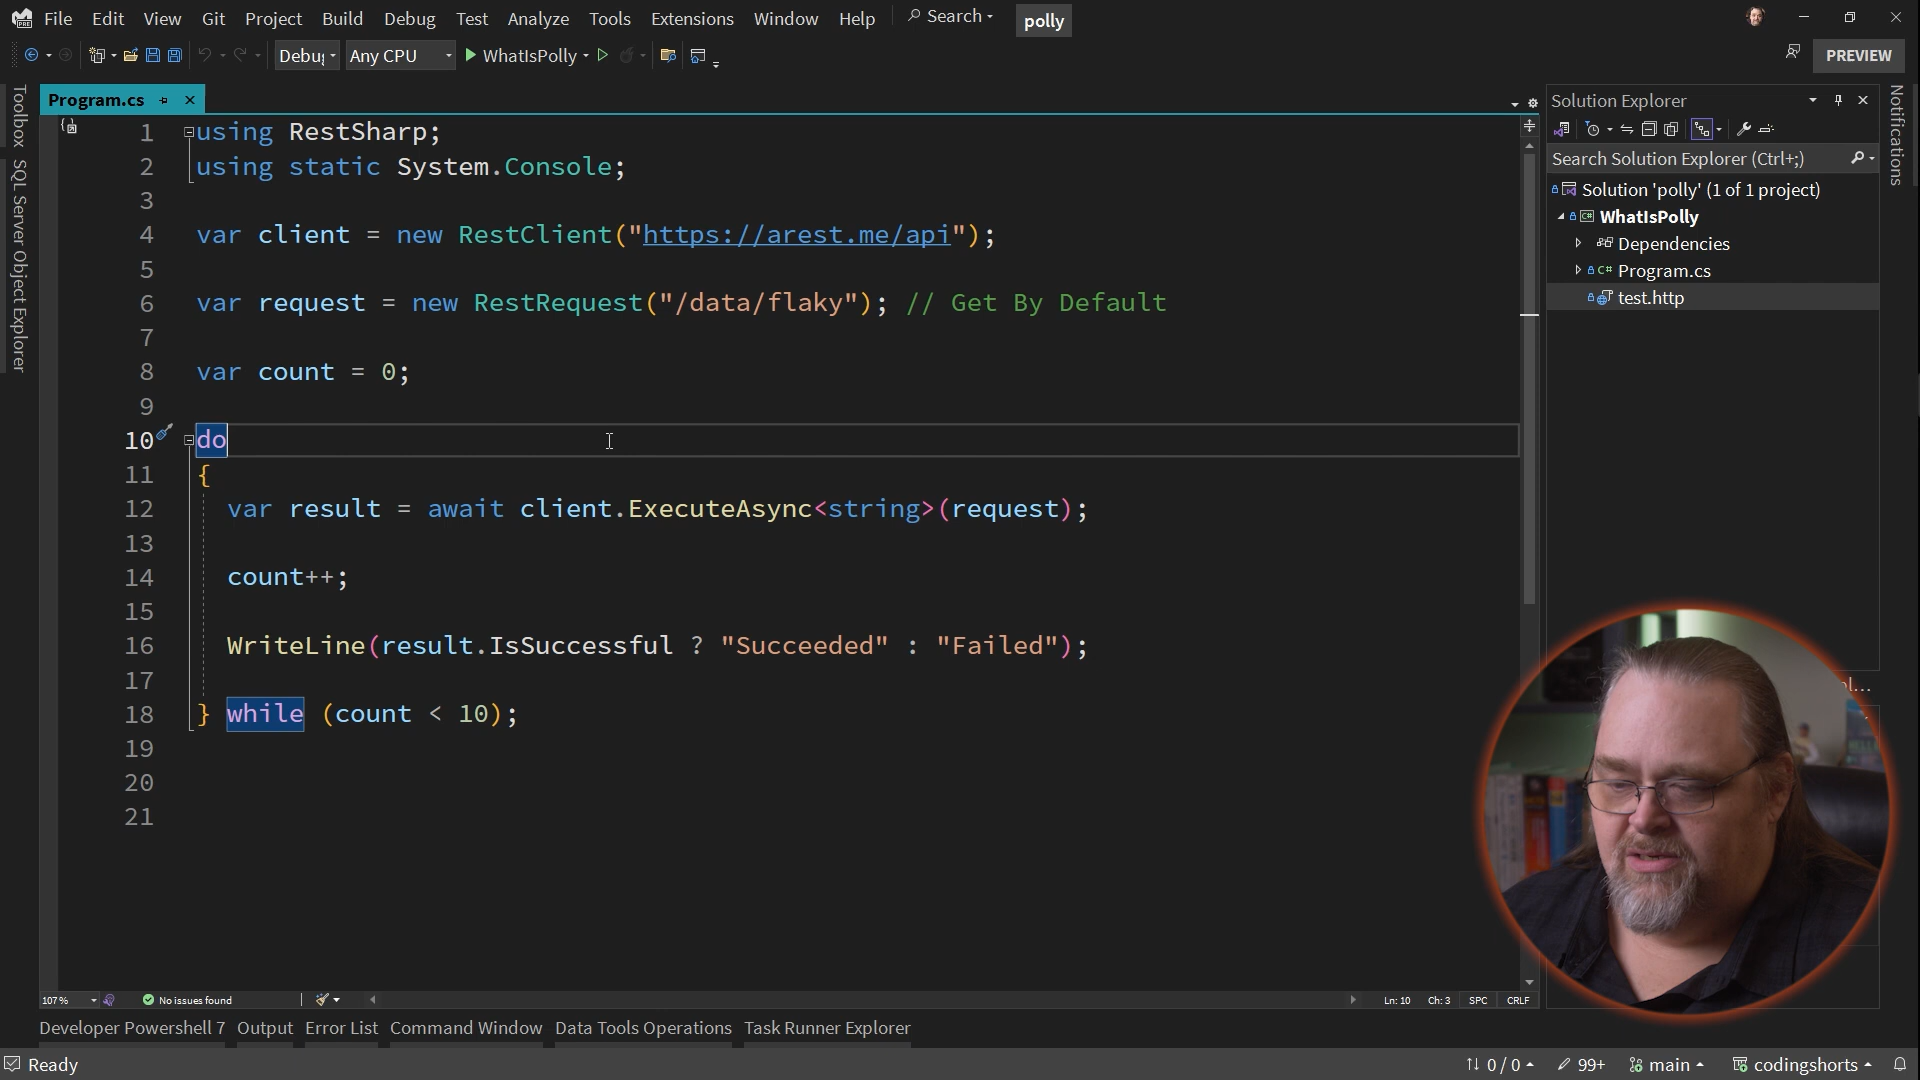 File Edit View Git Project Build Debug Test Analyze Tools Extensions Window Help Search polly
Debug Any CPU WhatIsPolly PREVIEW
Program.cs
1 using RestSharp;
2 using static System.Console;
3
4 var client = new RestClient("https://arest.me/api");
5
6 var request = new RestRequest("/data/flaky"); // Get By Default
7
8 var count = 0;
9
10 do
11 {
12 var result = await client.ExecuteAsync<string>(request);
13
14 count++;
15
16 WriteLine(result.IsSuccessful ? "Succeeded" : "Failed");
17
18 } while (count < 10);
19
20
21
Toolbox
SQL Server Object Explorer
Solution Explorer
Search Solution Explorer (Ctrl+;)
Solution 'polly' (1 of 1 project)
WhatIsPolly
Dependencies
C# Program.cs
test.http
Notifications
107 % No issues found Ln: 10 Ch: 3 SPC CRLF
Developer Powershell 7 Output Error List Command Window Data Tools Operations Task Runner Explorer
Ready 0 / 0 99+ main codingshorts